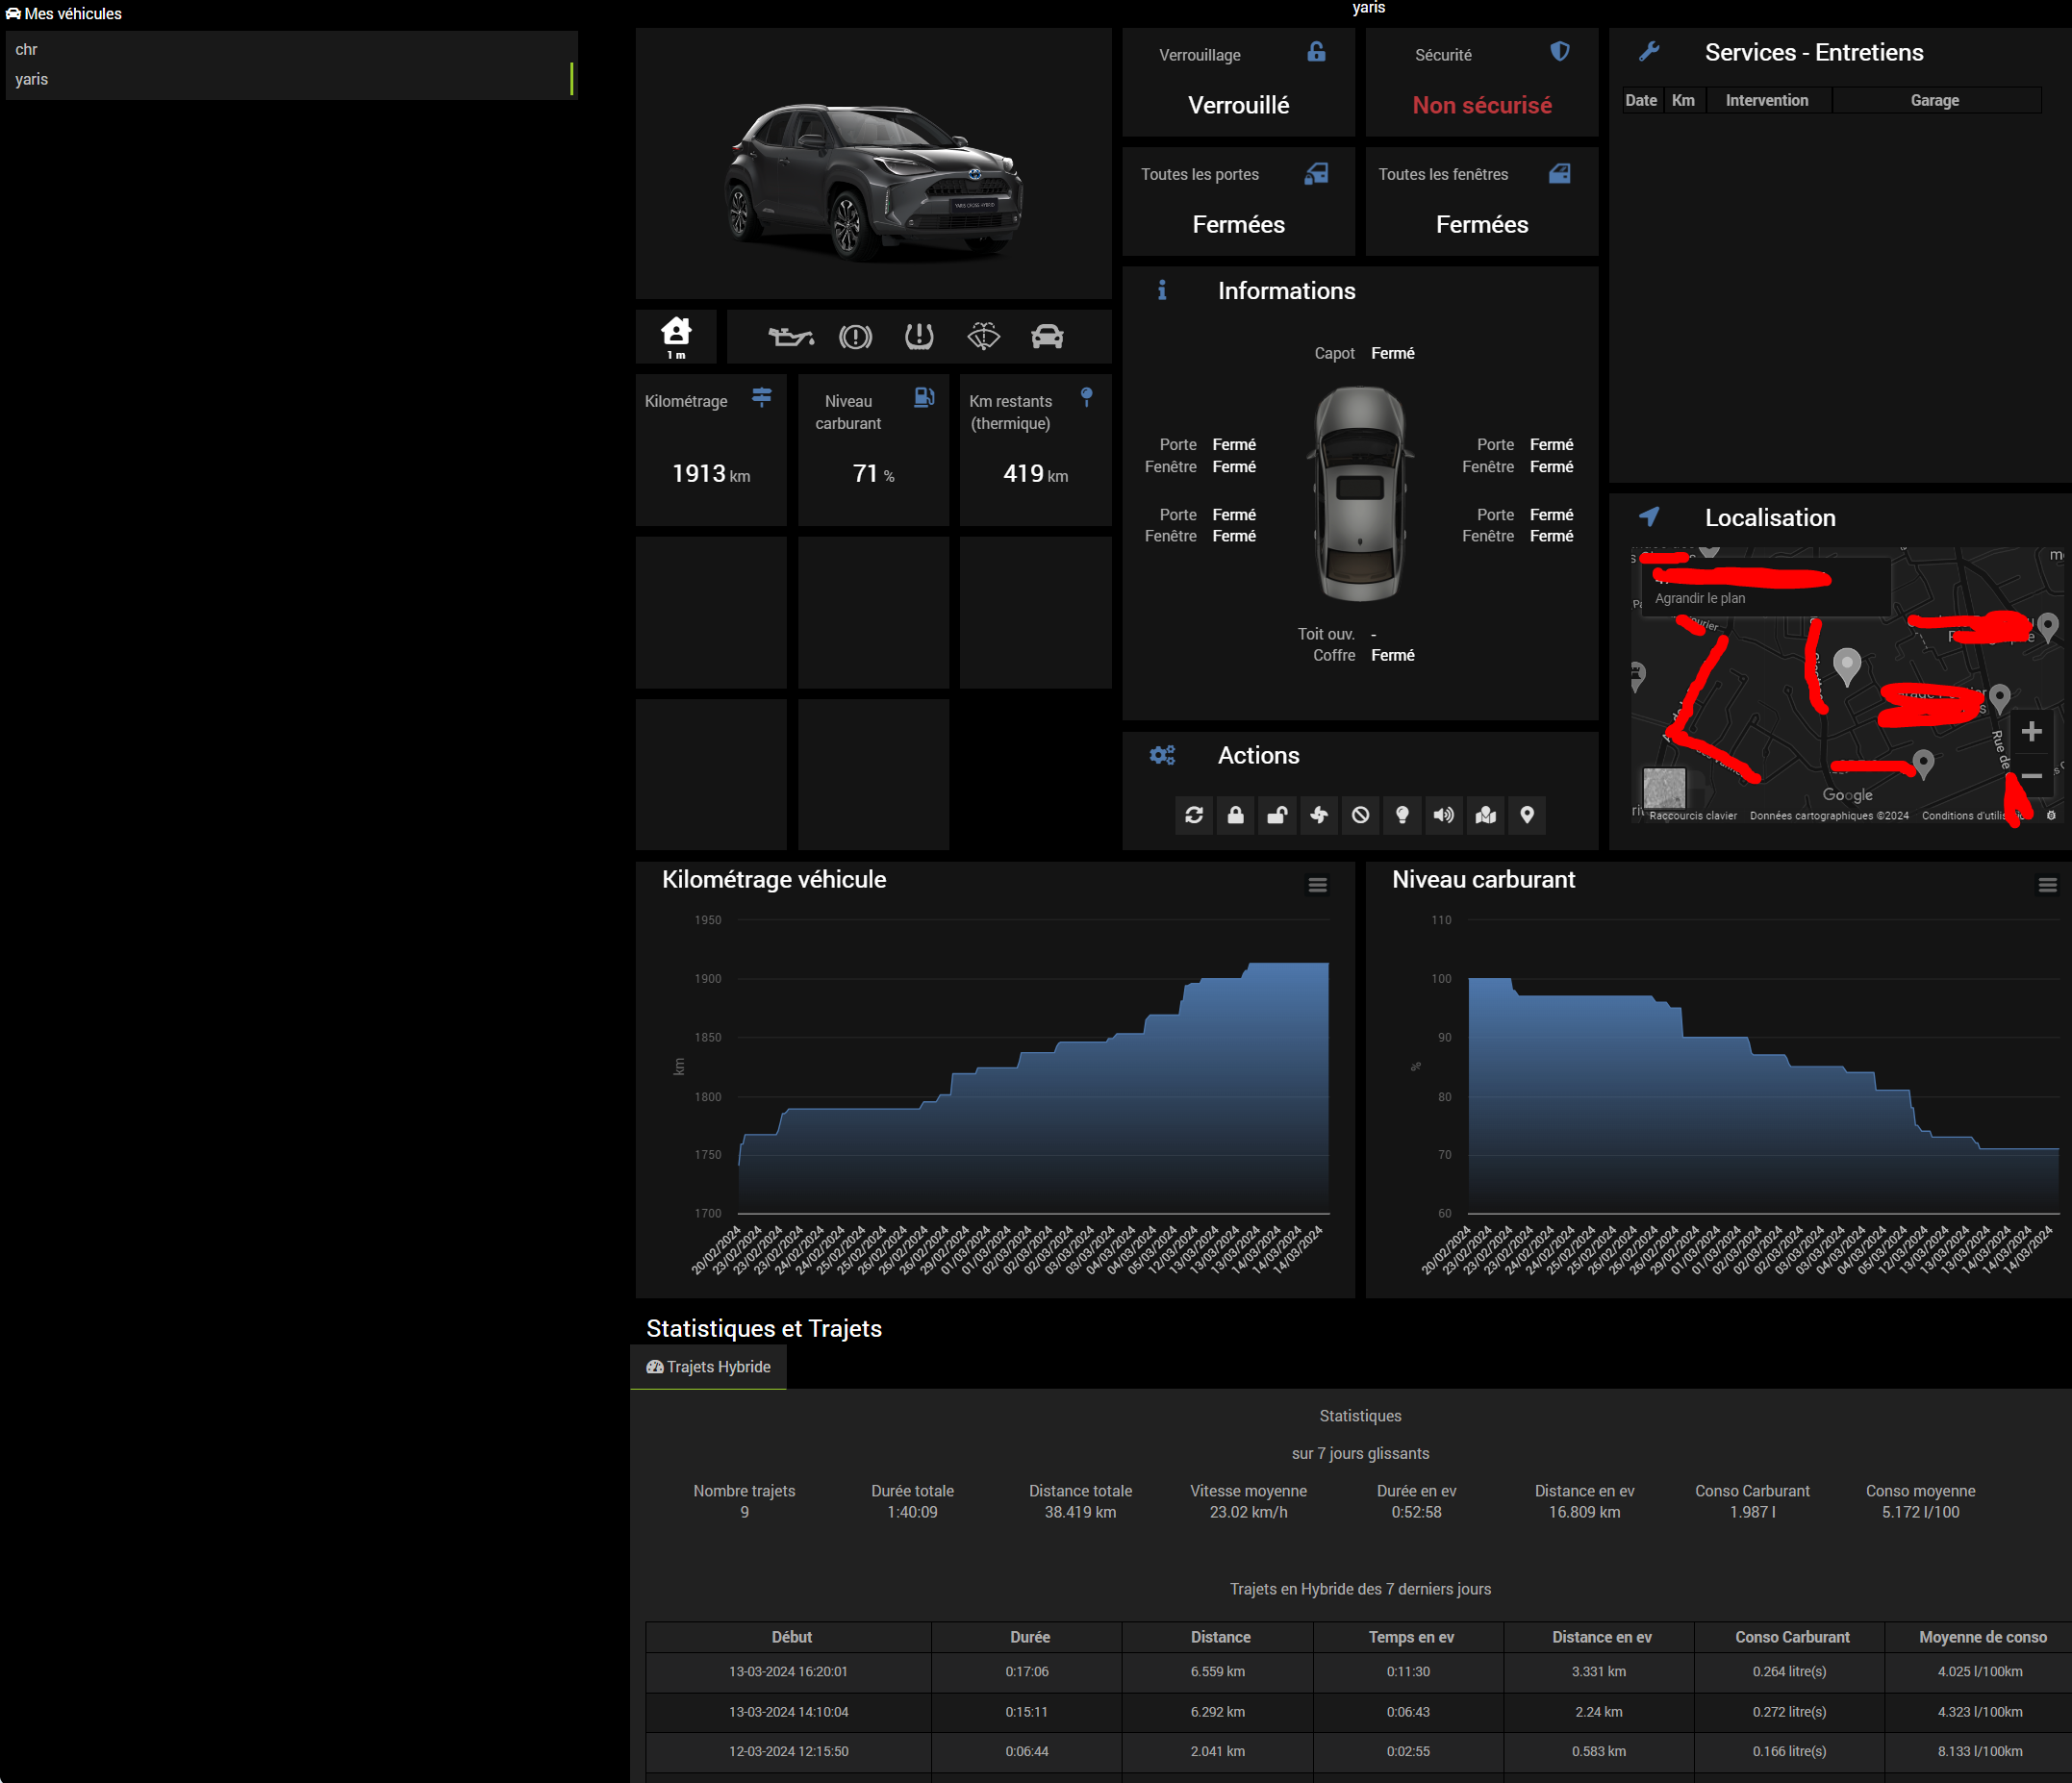 Mes véhicules
chr
yaris
yaris
Verrouillage
Verrouillé
Sécurité
Non sécurisé
Toutes les portes
Fermées
Toutes les fenêtres
Fermées
Services - Entretiens
Date Km Intervention Garage
1 m
Kilométrage
1913 km
Niveau
carburant
71 %
Km restants
(thermique)
419 km
Informations
Capot Fermé
Porte Fermé
Fenêtre Fermé
Porte Fermé
Fenêtre Fermé
Porte Fermé
Fenêtre Fermé
Porte Fermé
Fenêtre Fermé
Toit ouv. -
Coffre Fermé
Actions
Localisation
Agrandir le plan
Rue de
Google
Raccourcis clavier Données cartographiques ©2024
Kilométrage véhicule
1950
1900
1850
1800
1750
1700
km
20/02/2024 23/02/2024 23/02/2024 23/02/2024 24/02/2024 24/02/2024 25/02/2024 25/02/2024 26/02/2024 26/02/2024 26/02/2024 29/02/2024 01/03/2024 01/03/2024 02/03/2024 02/03/2024 02/03/2024 03/03/2024 03/03/2024 04/03/2024 04/03/2024 05/03/2024 12/03/2024 13/03/2024 13/03/2024 13/03/2024 14/03/2024 14/03/2024 14/03/2024
Niveau carburant
110
100
90
80
70
60
%
20/02/2024 23/02/2024 23/02/2024 23/02/2024 24/02/2024 24/02/2024 25/02/2024 25/02/2024 26/02/2024 26/02/2024 26/02/2024 29/02/2024 01/03/2024 01/03/2024 02/03/2024 02/03/2024 02/03/2024 03/03/2024 03/03/2024 04/03/2024 04/03/2024 05/03/2024 12/03/2024 13/03/2024 13/03/2024 13/03/2024 14/03/2024 14/03/2024 14/03/2024
Statistiques et Trajets
Trajets Hybride
Statistiques
sur 7 jours glissants
Nombre trajets Durée totale Distance totale Vitesse moyenne Durée en ev Distance en ev Conso Carburant Conso moyenne
9 1:40:09 38.419 km 23.02 km/h 0:52:58 16.809 km 1.987 l 5.172 l/100
Trajets en Hybride des 7 derniers jours
Début Durée Distance Temps en ev Distance en ev Conso Carburant Moyenne de conso
13-03-2024 16:20:01 0:17:06 6.559 km 0:11:30 3.331 km 0.264 litre(s) 4.025 l/100km
13-03-2024 14:10:04 0:15:11 6.292 km 0:06:43 2.24 km 0.272 litre(s) 4.323 l/100km
12-03-2024 12:15:50 0:06:44 2.041 km 0:02:55 0.583 km 0.166 litre(s) 8.133 l/100km